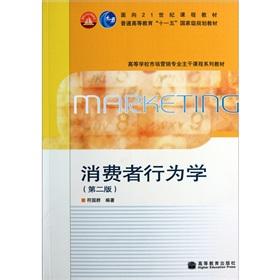 面向21世纪课程教材
普通高等教育“十一五”国家级规划教材
高等学校市场营销专业主干课程系列教材
MARKETING
消费者行为学
(第二版)
符国群 编著
高等教育出版社
Higher Education Press